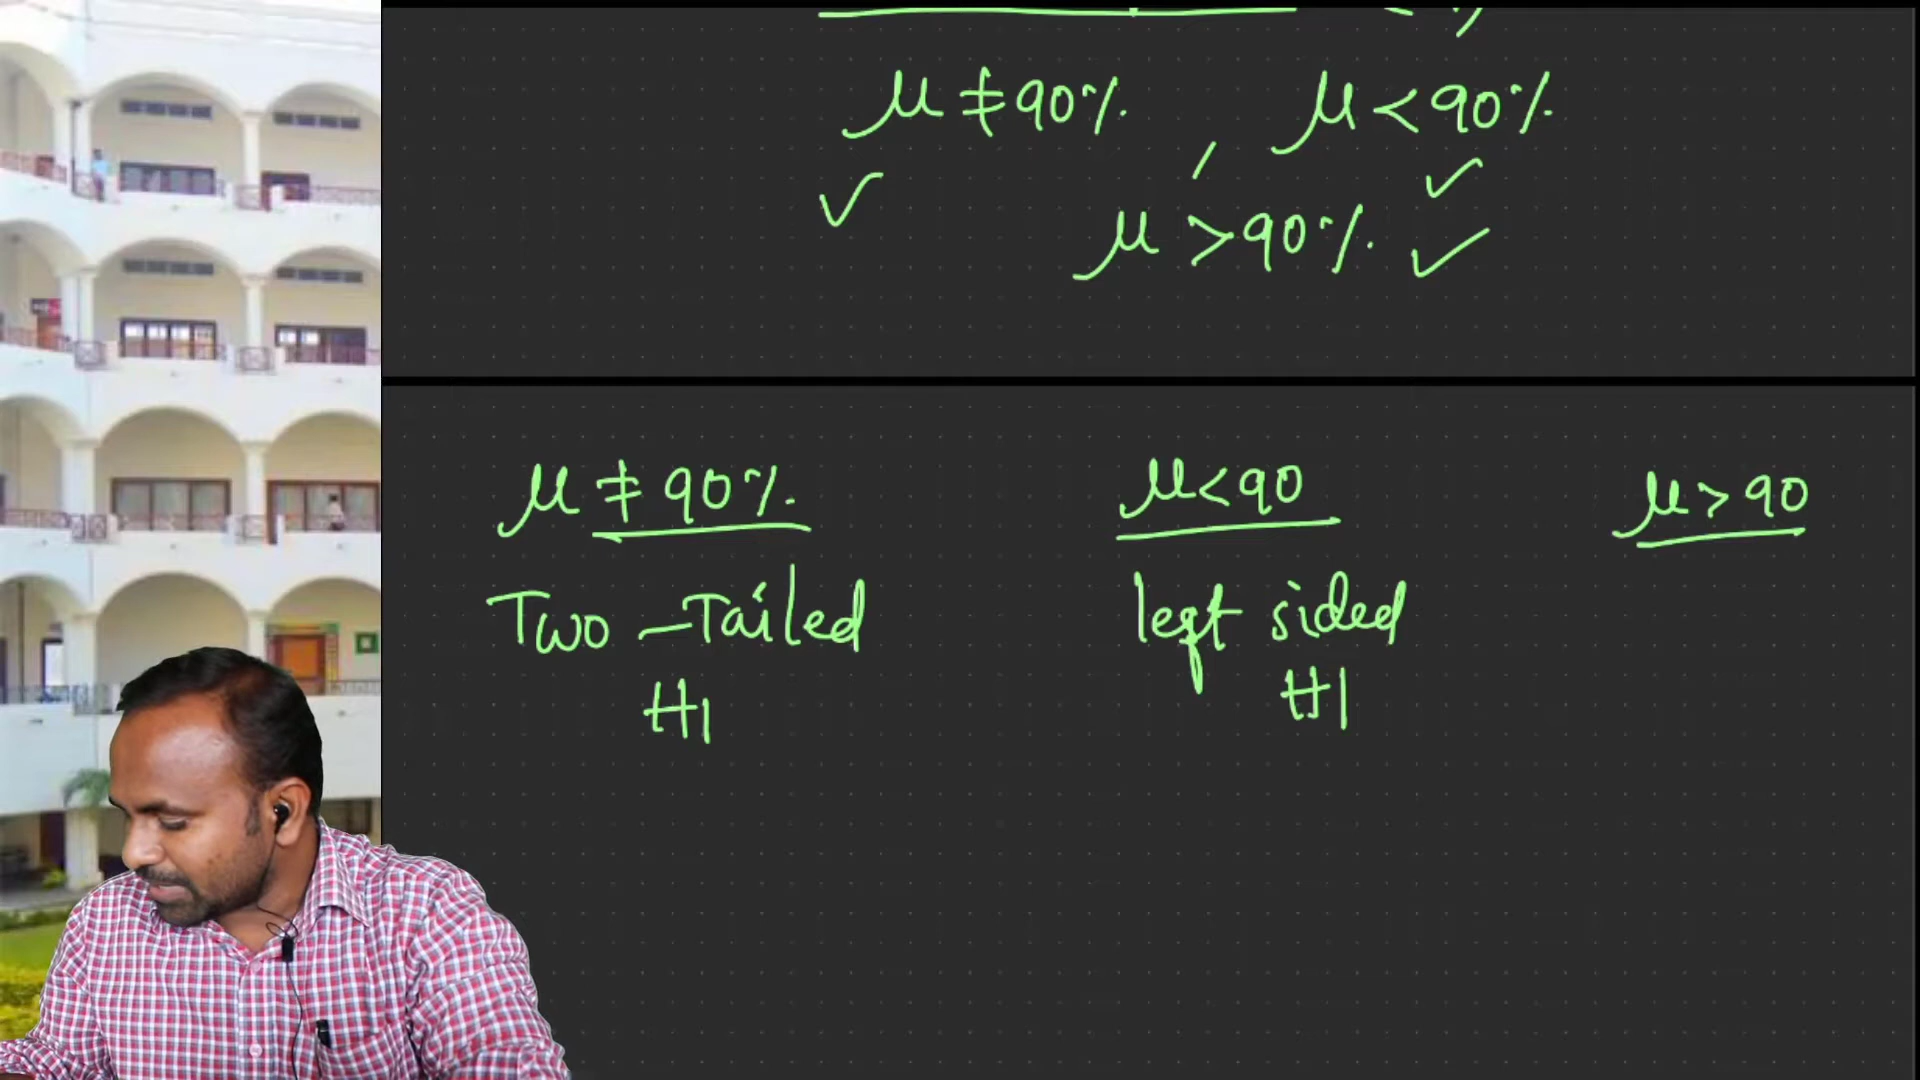 μ ≠ 90% , μ < 90%
μ > 90%
μ ≠ 90% μ < 90 μ > 90
Two - Tailed left sided
H1 H1